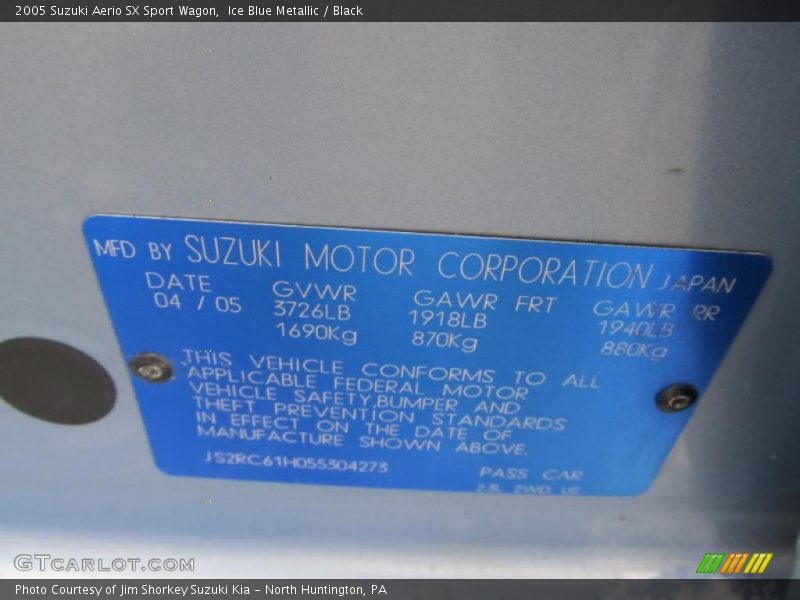 2005 Suzuki Aerio SX Sport Wagon, Ice Blue Metallic / Black
MFD BY SUZUKI MOTOR CORPORATION JAPAN
DATE GVWR GAWR FRT GAWR RR
04 / 05 3726LB 1918LB 1940LB
1690Kg 870Kg 880Kg
THIS VEHICLE CONFORMS TO ALL
APPLICABLE FEDERAL MOTOR
VEHICLE SAFETY,BUMPER AND
THEFT PREVENTION STANDARDS
IN EFFECT ON THE DATE OF
MANUFACTURE SHOWN ABOVE.
JS2RC61H055304273 PASS CAR
2WD
GTCARLOT.COM
Photo Courtesy of Jim Shorkey Suzuki Kia - North Huntington, PA